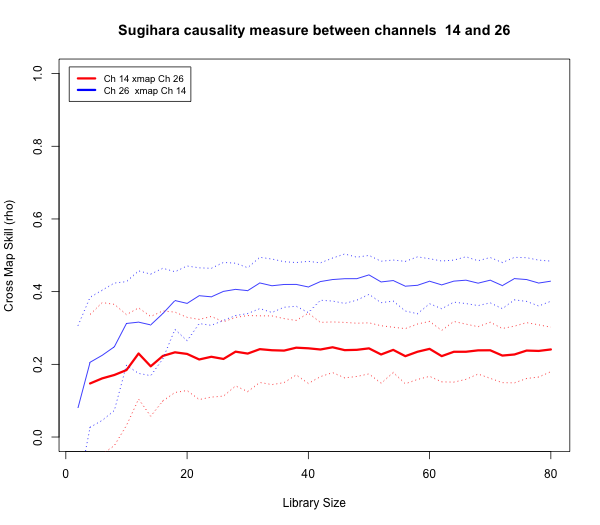 Sugihara causality measure between channels  14 and 26
Ch 14 xmap Ch 26
Ch 26  xmap Ch 14
Cross Map Skill (rho)
1.0
0.8
0.6
0.4
0.2
0.0
0
20
40
60
80
Library Size